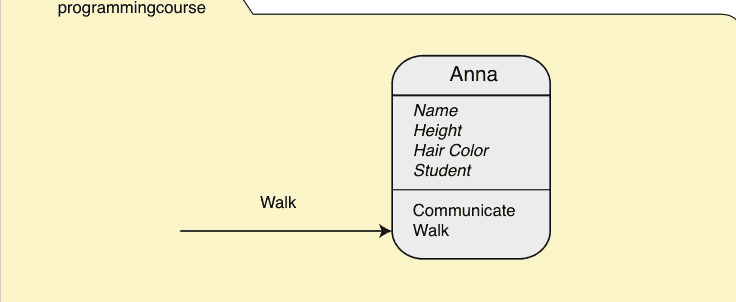 programmingcourse
Anna
Name
Height
Hair Color
Student
Walk
Communicate
Walk